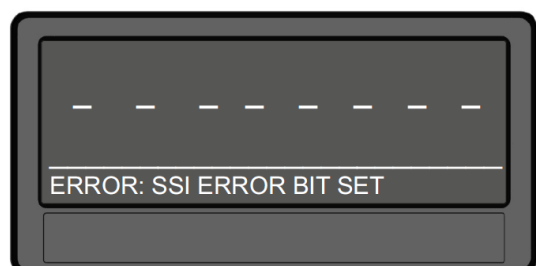 – – – – – – – –
ERROR: SSI ERROR BIT SET